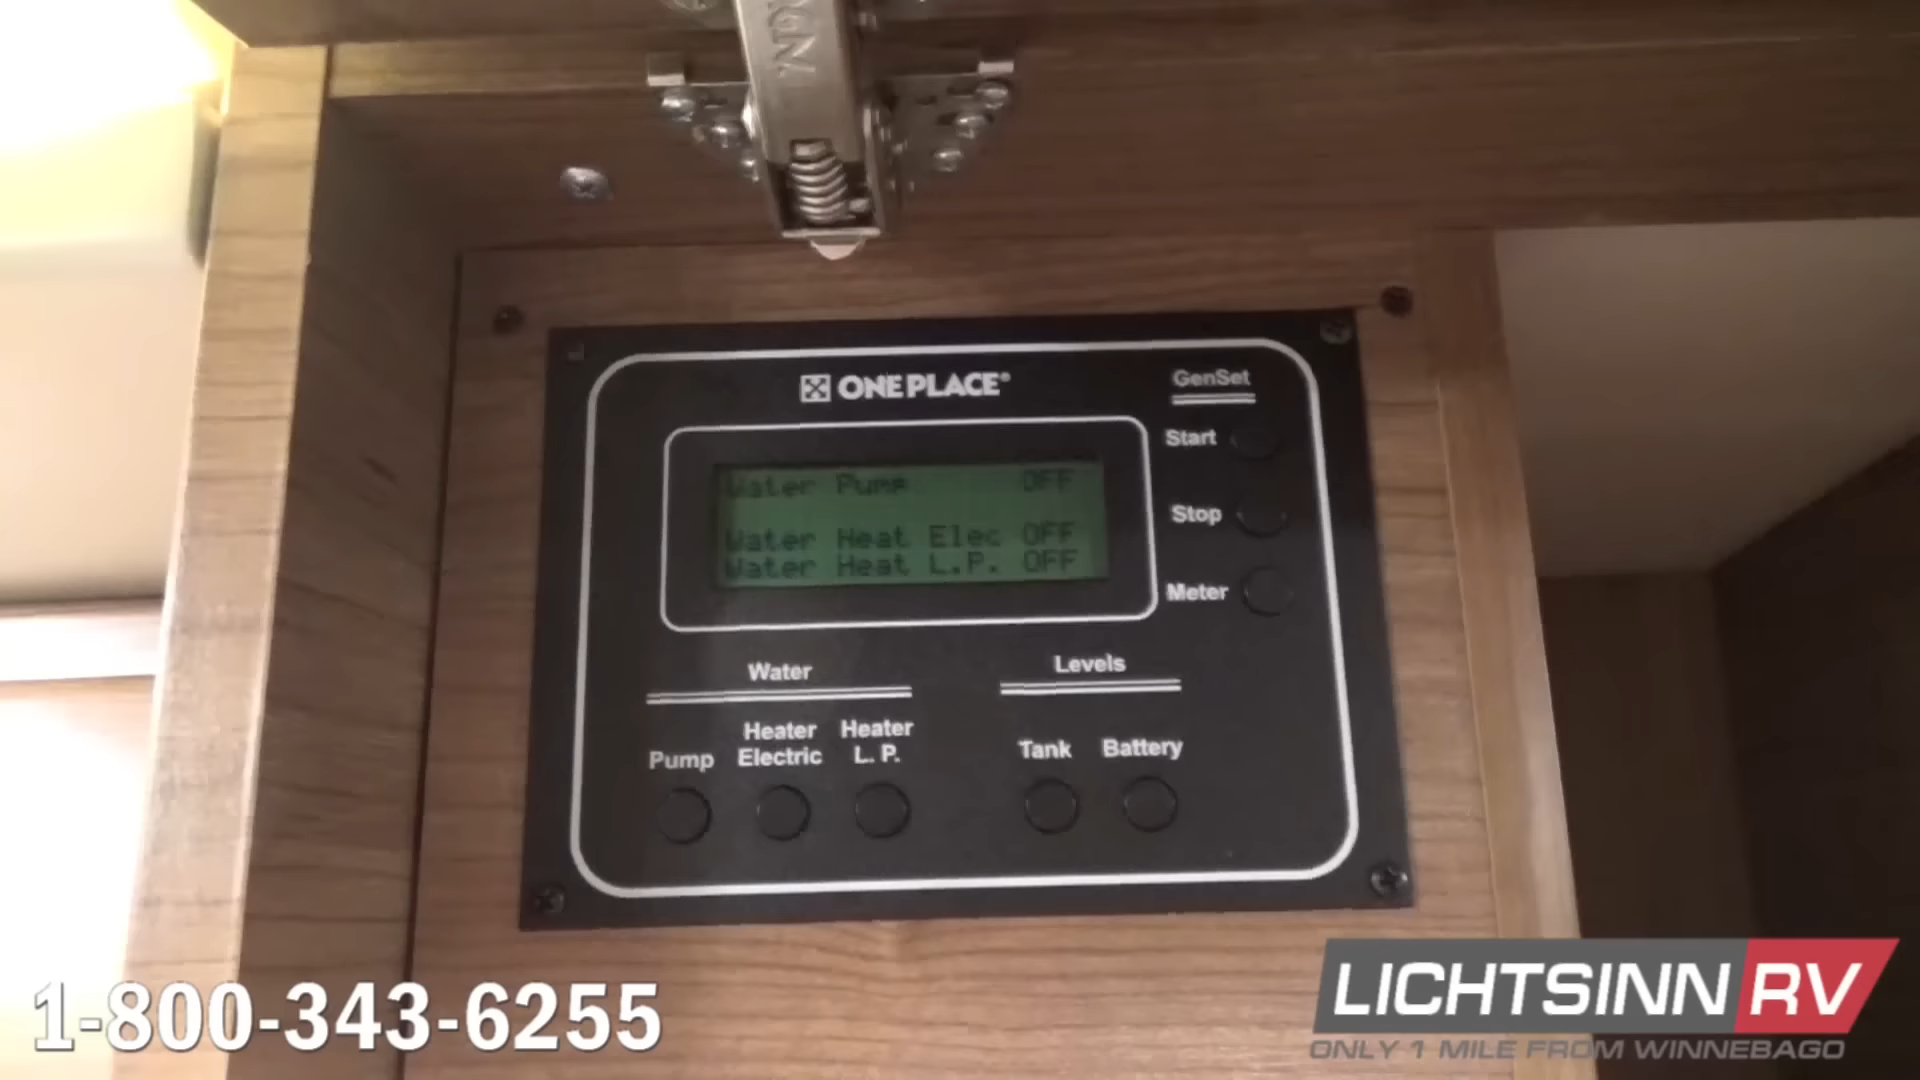 ONE PLACE®
GenSet
Start
Stop
Meter
Water Pump OFF
Water Heat Elec OFF
Water Heat L.P. OFF
Water
Levels
Pump
Heater Electric
Heater L. P.
Tank
Battery
1-800-343-6255
LICHTSINN RV
ONLY 1 MILE FROM WINNEBAGO